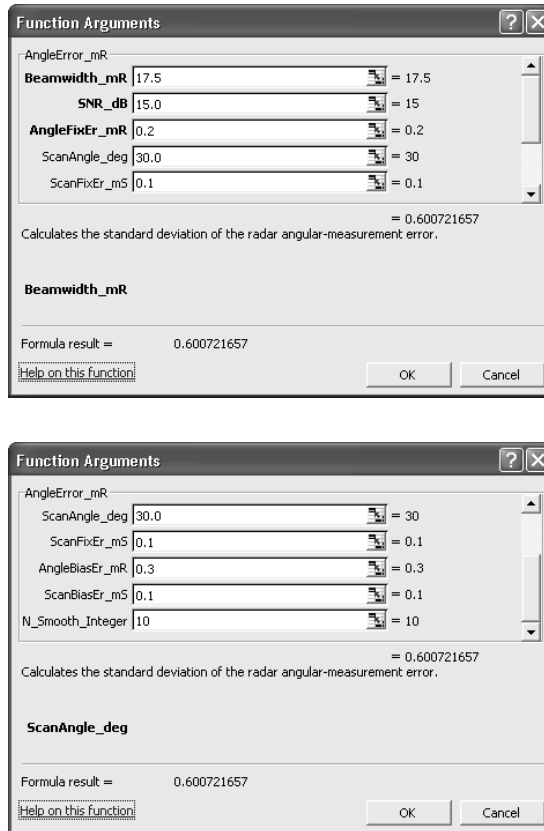 Function Arguments
AngleError_mR
Beamwidth_mR 17.5 = 17.5
SNR_dB 15.0 = 15
AngleFixEr_mR 0.2 = 0.2
ScanAngle_deg 30.0 = 30
ScanFixEr_mS 0.1 = 0.1
= 0.600721657
Calculates the standard deviation of the radar angular-measurement error.
Beamwidth_mR
Formula result = 0.600721657
Help on this function OK Cancel
Function Arguments
AngleError_mR
ScanAngle_deg 30.0 = 30
ScanFixEr_mS 0.1 = 0.1
AngleBiasEr_mR 0.3 = 0.3
ScanBiasEr_mS 0.1 = 0.1
N_Smooth_Integer 10 = 10
= 0.600721657
Calculates the standard deviation of the radar angular-measurement error.
ScanAngle_deg
Formula result = 0.600721657
Help on this function OK Cancel